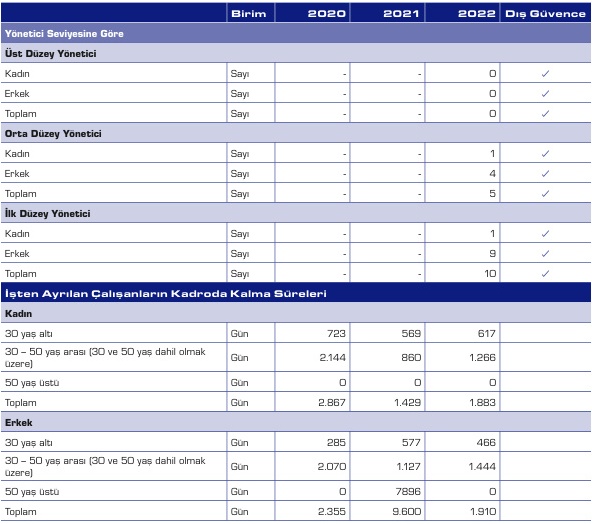 Birim 2020 2021 2022 Dış Güvence
Yönetici Seviyesine Göre
Üst Düzey Yönetici
Kadın Sayı - - 0 ✓
Erkek Sayı - - 0 ✓
Toplam Sayı - - 0 ✓
Orta Düzey Yönetici
Kadın Sayı - - 1 ✓
Erkek Sayı - - 4 ✓
Toplam Sayı - - 5 ✓
İlk Düzey Yönetici
Kadın Sayı - - 1 ✓
Erkek Sayı - - 9 ✓
Toplam Sayı - - 10 ✓
İşten Ayrılan Çalışanların Kadroda Kalma Süreleri
Kadın
30 yaş altı Gün 723 569 617
30 – 50 yaş arası (30 ve 50 yaş dahil olmak
üzere) Gün 2.144 860 1.266
50 yaş üstü Gün 0 0 0
Toplam Gün 2.867 1.429 1.883
Erkek
30 yaş altı Gün 285 577 466
30 – 50 yaş arası (30 ve 50 yaş dahil olmak
üzere) Gün 2.070 1.127 1.444
50 yaş üstü Gün 0 7896 0
Toplam Gün 2.355 9.600 1.910